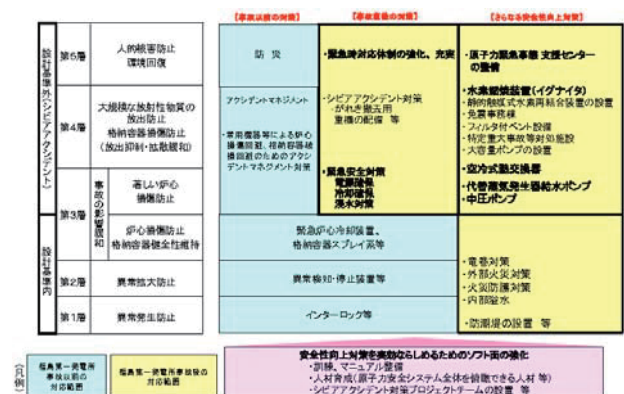 【事故以前の対策】
【事故直後の対策】
【さらなる安全性向上対策】
設計基準外(シビアアクシデント)
設計基準内
第5層
人的被害防止
環境回復
防災
・緊急時対応体制の強化、充実
・原子力緊急事態 支援センター
の整備
第4層
大規模な放射性物質の
放出防止
格納容器損傷防止
(放出抑制・拡散緩和)
アクシデントマネジメント
・常用機器等による炉心
損傷回避、格納容器破
損回避のためのアクシ
デントマネジメント対策
・シビアアクシデント対策
・がれき撤去用
重機の配備 等
・水素燃焼装置(イグナイタ)
・静的触媒式水素再結合装置の設置
・免震事務棟
・フィルタ付ベント設備
・特定重大事故等対処施設
・大容量ポンプの設置
第3層
事故の影響緩和
著しい炉心
損傷防止
・緊急安全対策
電源確保
冷却確保
浸水対策
・空冷式熱交換器
・代替蒸気発生器給水ポンプ
・中圧ポンプ
炉心損傷防止
格納容器健全性維持
緊急炉心冷却装置、
格納容器スプレイ系等
第2層
異常拡大防止
異常検知・停止装置等
第1層
異常発生防止
インターロック等
・竜巻対策
・外部火災対策
・火災防護対策
・内部溢水
・防潮堤の設置 等
(凡例)
福島第一発電所
事故以前の
対応範囲
福島第一発電所事故後の
対応範囲
安全性向上対策を有効ならしめるためのソフト面の強化
・訓練、マニュアル整備
・人材育成(原子力安全システム全体を俯瞰できる人材 等)
・シビアアクシデント対策プロジェクトチームの設置 等